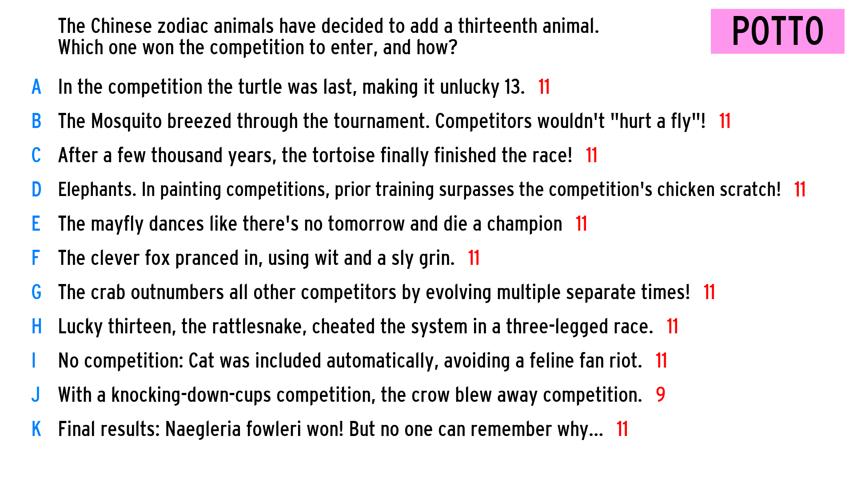 The Chinese zodiac animals have decided to add a thirteenth animal.
Which one won the competition to enter, and how?
POTTO
A In the competition the turtle was last, making it unlucky 13. 11
B The Mosquito breezed through the tournament. Competitors wouldn't "hurt a fly"! 11
C After a few thousand years, the tortoise finally finished the race! 11
D Elephants. In painting competitions, prior training surpasses the competition's chicken scratch! 11
E The mayfly dances like there's no tomorrow and die a champion 11
F The clever fox pranced in, using wit and a sly grin. 11
G The crab outnumbers all other competitors by evolving multiple separate times! 11
H Lucky thirteen, the rattlesnake, cheated the system in a three-legged race. 11
I No competition: Cat was included automatically, avoiding a feline fan riot. 11
J With a knocking-down-cups competition, the crow blew away competition. 9
K Final results: Naegleria fowleri won! But no one can remember why... 11